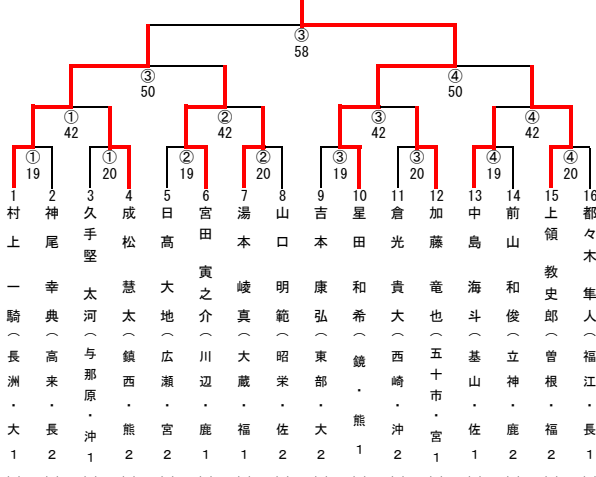 ③
58
③
50
④
50
①
42
②
42
③
42
④
42
①
19
①
20
②
19
②
20
③
19
③
20
④
19
④
20
1
村上 一騎(長洲・大1
2
神尾 幸典(高来・長2
3
久手堅 太河(与那原・沖1
4
成松 慧太(鎮西・熊2
5
日高 大地(広瀬・宮2
6
宮田 寅之介(川辺・鹿1
7
湯本 崚真(大蔵・福1
8
山口 明範(昭栄・佐2
9
吉本 康弘(東部・大2
10
星田 和希(鏡・熊1
11
倉光 貴大(西崎・沖2
12
加藤 竜也(五十市・宮1
13
中島 海斗(基山・佐1
14
前山 和俊(立神・鹿2
15
上領 教史郎(曽根・福2
16
都々木 隼人(福江・長1